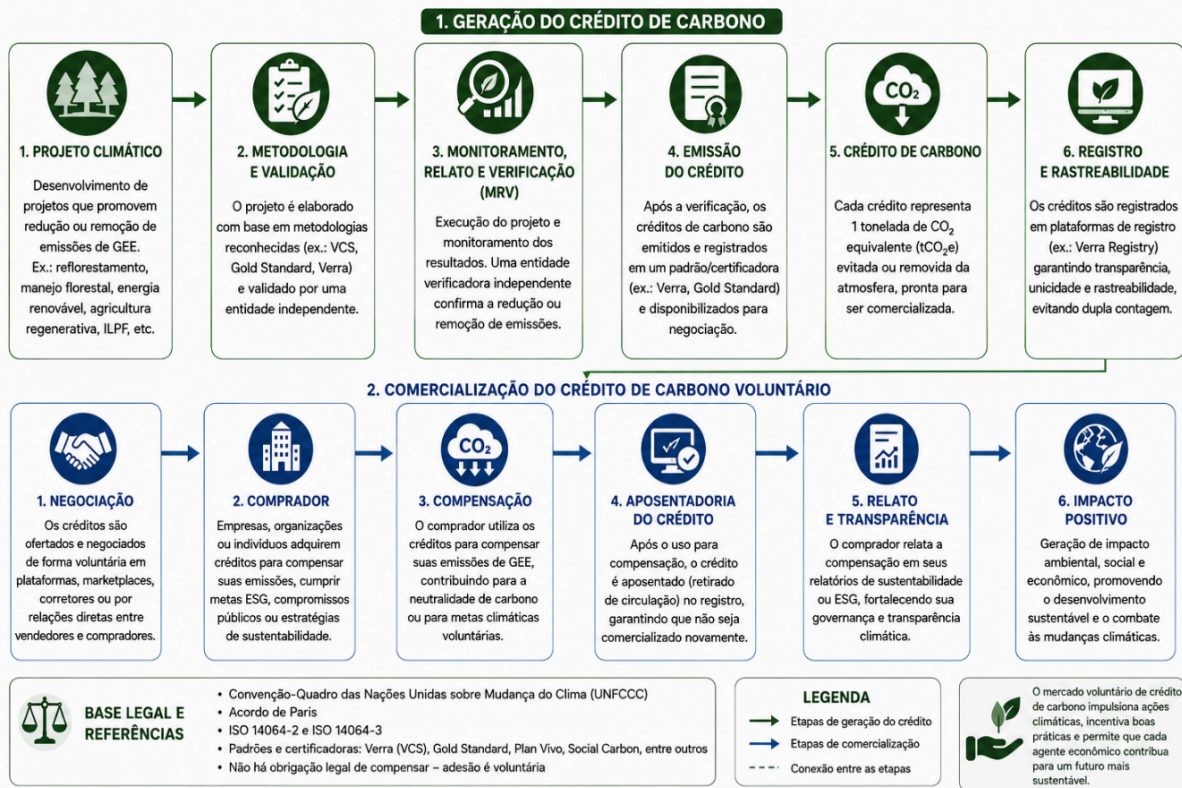 1. GERAÇÃO DO CRÉDITO DE CARBONO
1. PROJETO CLIMÁTICO
Desenvolvimento de
projetos que promovem
redução ou remoção de
emissões de GEE.
Ex.: reflorestamento,
manejo florestal, energia
renovável, agricultura
regenerativa, ILPF, etc.
2. METODOLOGIA
E VALIDAÇÃO
O projeto é elaborado
com base em metodologias
reconhecidas (ex.: VCS,
Gold Standard, Verra)
e validado por uma
entidade independente.
3. MONITORAMENTO,
RELATO E VERIFICAÇÃO
(MRV)
Execução do projeto e
monitoramento dos
resultados. Uma entidade
verificadora independente
confirma a redução ou
remoção de emissões.
4. EMISSÃO
DO CRÉDITO
Após a verificação, os
créditos de carbono são
emitidos e registrados
em um padrão/certificadora
(ex.: Verra, Gold Standard)
e disponibilizados para
negociação.
CO₂
5. CRÉDITO DE CARBONO
Cada crédito representa
1 tonelada de CO₂
equivalente (tCO₂e)
evitada ou removida da
atmosfera, pronta para
ser comercializada.
6. REGISTRO
E RASTREABILIDADE
Os créditos são registrados
em plataformas de registro
(ex.: Verra Registry)
garantindo transparência,
unicidade e rastreabilidade,
evitando dupla contagem.
2. COMERCIALIZAÇÃO DO CRÉDITO DE CARBONO VOLUNTÁRIO
1. NEGOCIAÇÃO
Os créditos são
ofertados e negociados
de forma voluntária em
plataformas, marketplaces,
corretores ou por
relações diretas entre
vendedores e compradores.
2. COMPRADOR
Empresas, organizações
ou indivíduos adquirem
créditos para compensar
suas emissões, cumprir
metas ESG, compromissos
públicos ou estratégias
de sustentabilidade.
CO₂
3. COMPENSAÇÃO
O comprador utiliza os
créditos para compensar
suas emissões de GEE,
contribuindo para a
neutralidade de carbono
ou para metas climáticas
voluntárias.
4. APOSENTADORIA
DO CRÉDITO
Após o uso para
compensação, o crédito
é aposentado (retirado
de circulação) no registro,
garantindo que não seja
comercializado novamente.
5. RELATO
E TRANSPARÊNCIA
O comprador relata a
compensação em seus
relatórios de sustentabilidade
ou ESG, fortalecendo sua
governança e transparência
climática.
6. IMPACTO
POSITIVO
Geração de impacto
ambiental, social e
econômico, promovendo
o desenvolvimento
sustentável e o combate
às mudanças climáticas.
BASE LEGAL E
REFERÊNCIAS
• Convenção-Quadro das Nações Unidas sobre Mudança do Clima (UNFCCC)
• Acordo de Paris
• ISO 14064-2 e ISO 14064-3
• Padrões e certificadoras: Verra (VCS), Gold Standard, Plan Vivo, Social Carbon, entre outros
• Não há obrigação legal de compensar – adesão é voluntária
LEGENDA
Etapas de geração do crédito
Etapas de comercialização
Conexão entre as etapas
O mercado voluntário de crédito
de carbono impulsiona ações
climáticas, incentiva boas
práticas e permite que cada
agente econômico contribua
para um futuro mais
sustentável.